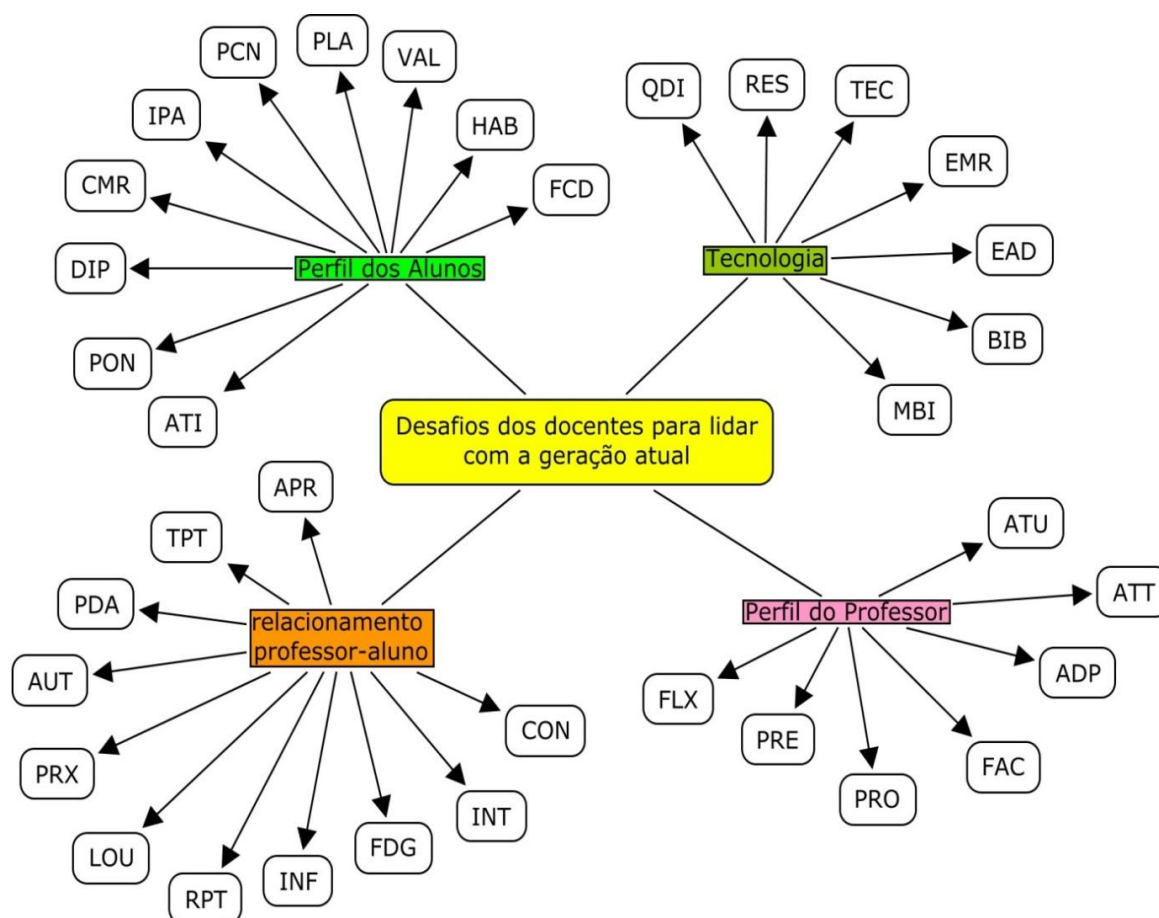 PCN
PLA
VAL
IPA
HAB
CMR
FCD
DIP
Perfil dos Alunos
PON
ATI
QDI
RES
TEC
EMR
Tecnologia
EAD
BIB
MBI
Desafios dos docentes para lidar
com a geração atual
APR
TPT
PDA
relacionamento
professor-aluno
AUT
PRX
LOU
RPT
INF
FDG
INT
CON
ATU
Perfil do Professor
ATT
ADP
FLX
PRE
PRO
FAC